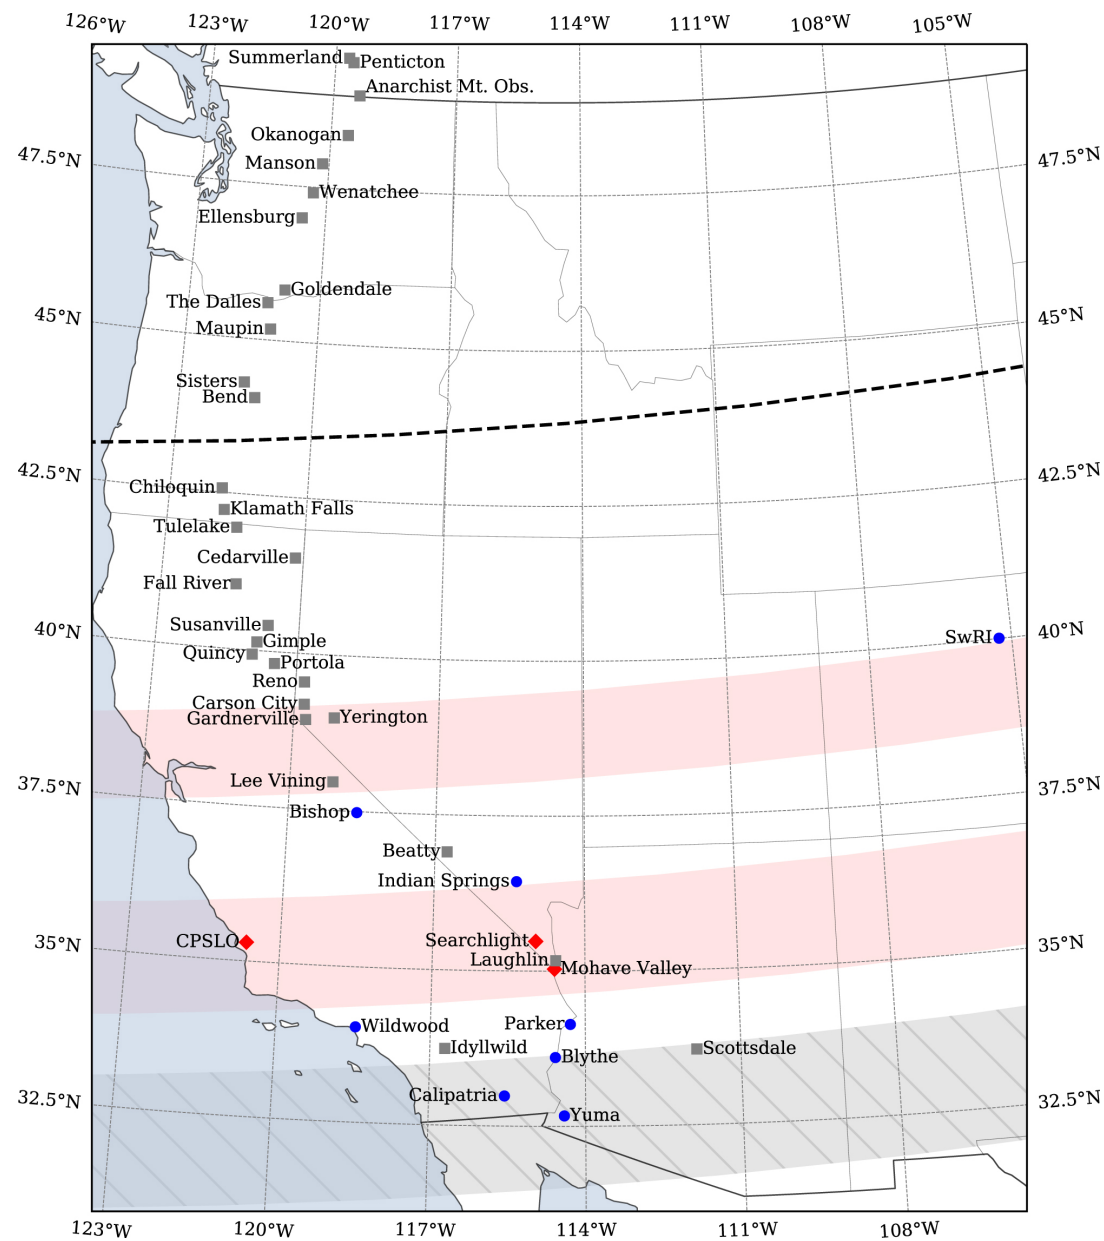 126°W 123°W 120°W 117°W 114°W 111°W 108°W 105°W
Summerland
Penticton
Anarchist Mt. Obs.
Okanogan
47.5°N
47.5°N
Manson
Wenatchee
Ellensburg
Goldendale
The Dalles
45°N
45°N
Maupin
Sisters
Bend
42.5°N
42.5°N
Chiloquin
Klamath Falls
Tulelake
Cedarville
Fall River
Susanville
40°N
40°N
SwRI
Gimple
Quincy
Portola
Reno
Carson City
Gardnerville
Yerington
Lee Vining
37.5°N
37.5°N
Bishop
Beatty
Indian Springs
CPSLO
Searchlight
35°N
35°N
Laughlin
Mohave Valley
Wildwood
Parker
Idyllwild
Scottsdale
Blythe
Calipatria
32.5°N
32.5°N
Yuma
123°W 120°W 117°W 114°W 111°W 108°W